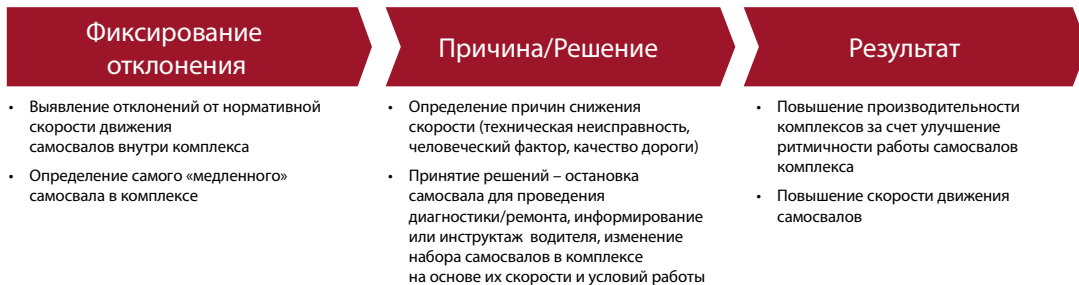 Фиксирование
отклонения
• Выявление отклонений от нормативной
скорости движения
самосвалов внутри комплекса
• Определение самого «медленного»
самосвала в комплексе
Причина/Решение
• Определение причин снижения
скорости (техническая неисправность,
человеческий фактор, качество дороги)
• Принятие решений – остановка
самосвала для проведения
диагностики/ремонта, информирование
или инструктаж водителя, изменение
набора самосвалов в комплексе
на основе их скорости и условий работы
Результат
• Повышение производительности
комплексов за счет улучшение
ритмичности работы самосвалов
комплекса
• Повышение скорости движения
самосвалов